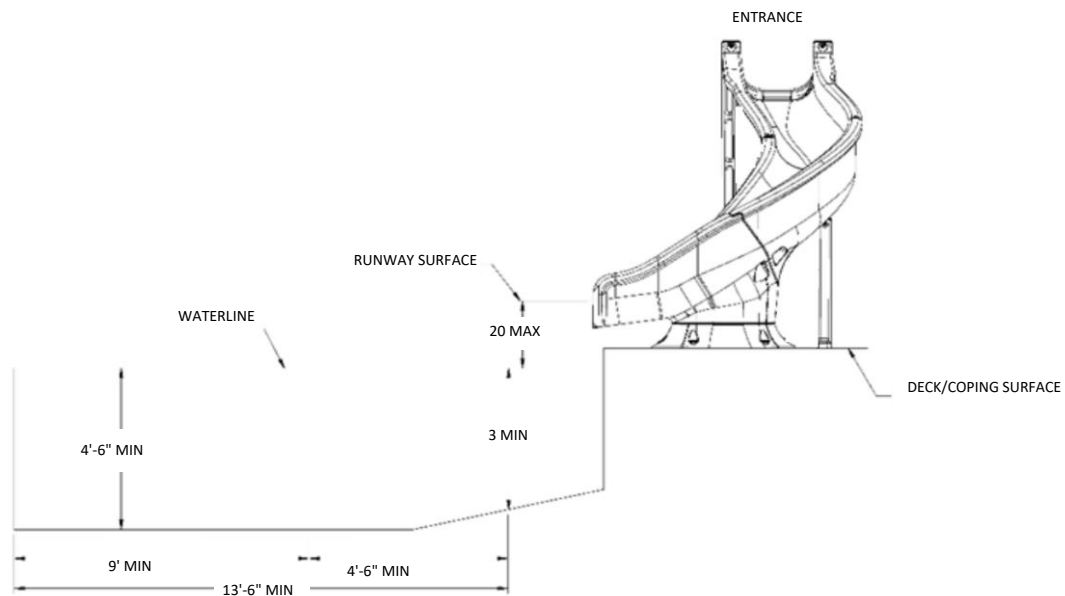 ENTRANCE
RUNWAY SURFACE
WATERLINE
20 MAX
DECK/COPING SURFACE
4'-6" MIN
3 MIN
9' MIN
4'-6" MIN
13'-6" MIN